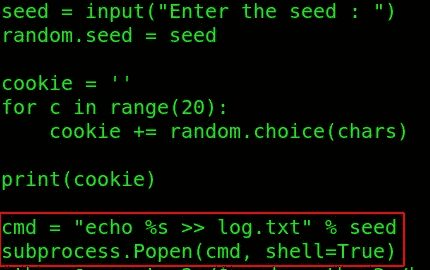 seed = input("Enter the seed : ")
random.seed = seed
cookie = ''
for c in range(20):
    cookie += random.choice(chars)
print(cookie)
cmd = "echo %s >> log.txt" % seed
subprocess.Popen(cmd, shell=True)